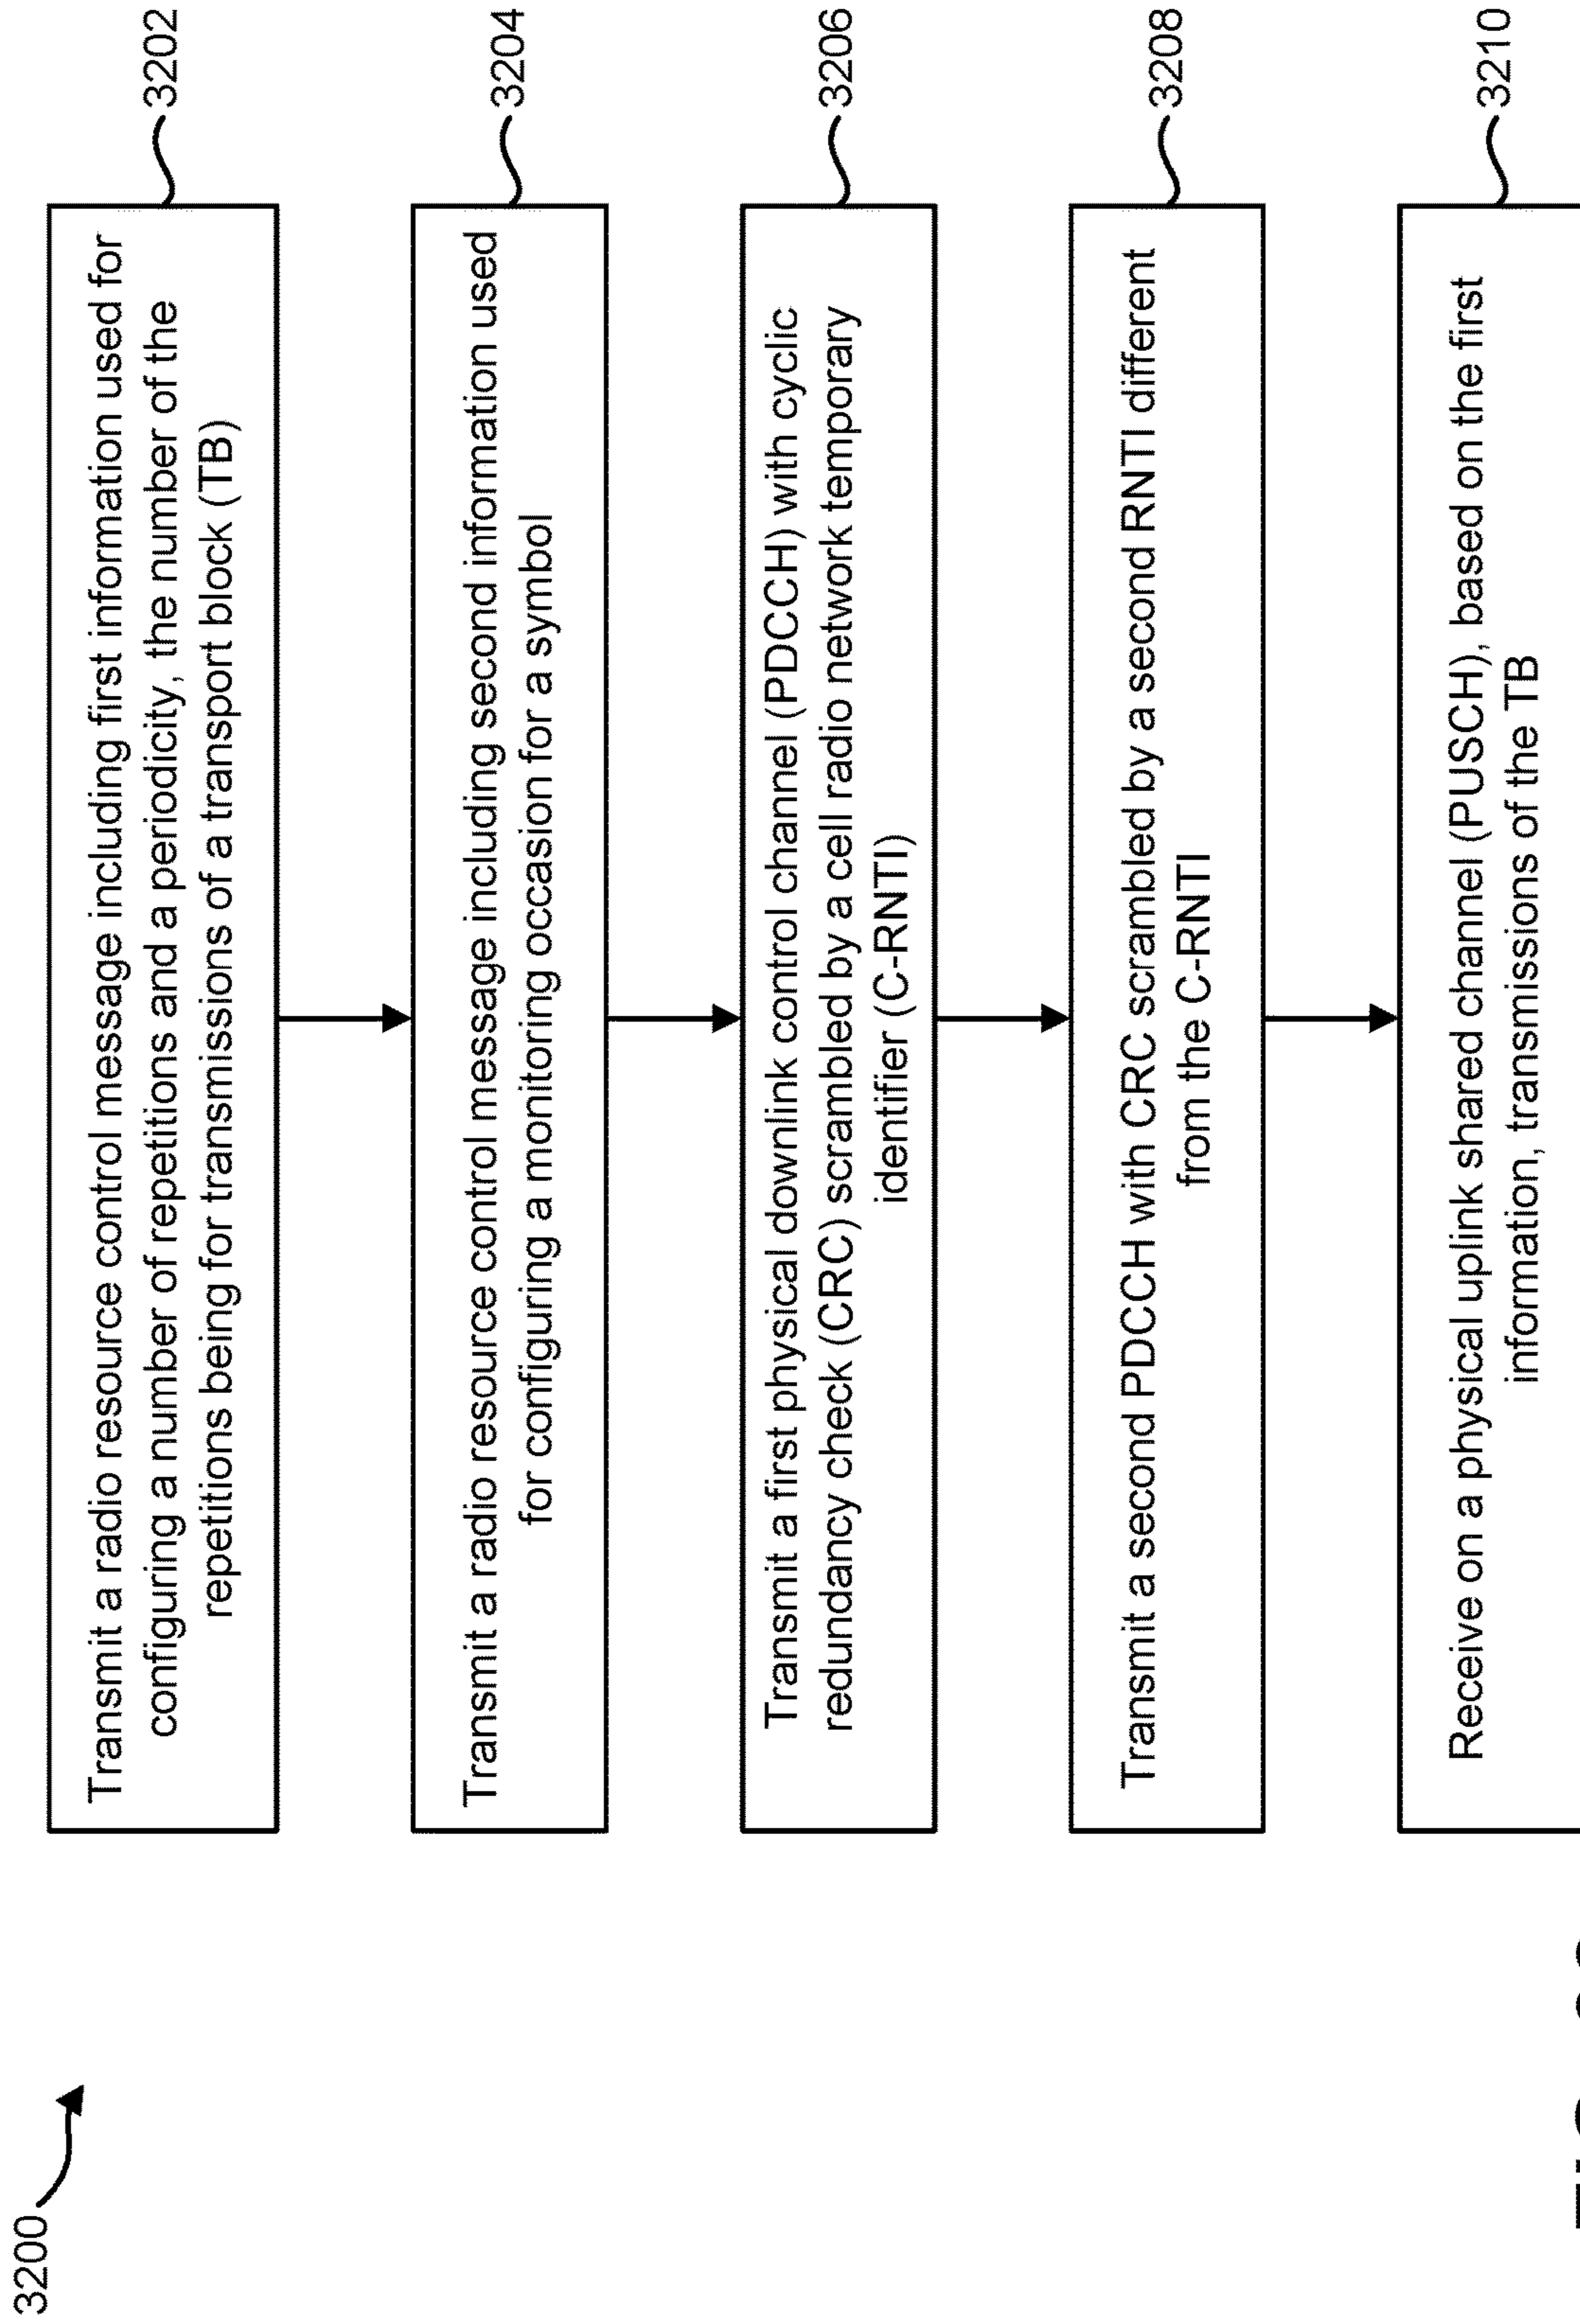 3200
Transmit a radio resource control message including first information used for
configuring a number of repetitions and a periodicity, the number of the
repetitions being for transmissions of a transport block (TB)
3202
Transmit a radio resource control message including second information used
for configuring a monitoring occasion for a symbol
3204
Transmit a first physical downlink control channel (PDCCH) with cyclic
redundancy check (CRC) scrambled by a cell radio network temporary
identifier (C-RNTI)
3206
Transmit a second PDCCH with CRC scrambled by a second RNTI different
from the C-RNTI
3208
Receive on a physical uplink shared channel (PUSCH), based on the first
information, transmissions of the TB
3210